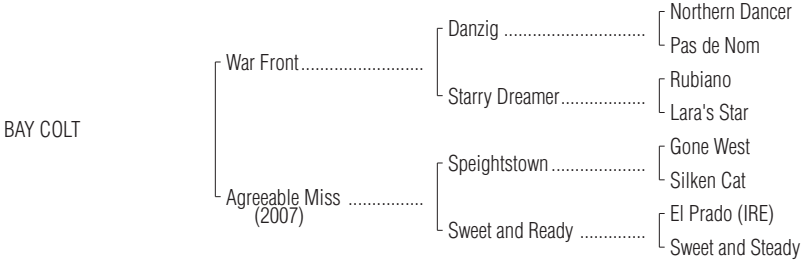 Northern Dancer
Danzig ..............................
Pas de Nom
War Front..........................
Rubiano
Starry Dreamer..................
Lara's Star
BAY COLT
Gone West
Speightstown ....................
Silken Cat
Agreeable Miss ................
(2007)
El Prado (IRE)
Sweet and Ready ..............
Sweet and Steady